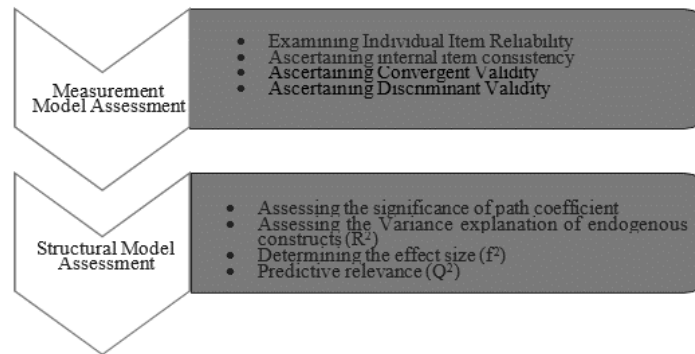 Measurement
Model Assessment
• Examining Individual Item Reliability
• Ascertaining internal item consistency
• Ascertaining Convergent Validity
• Ascertaining Discriminant Validity
Structural Model
Assessment
• Assessing the significance of path coefficient
• Assessing the Variance explanation of endogenous
constructs (R²)
• Determining the effect size (f²)
• Predictive relevance (Q²)